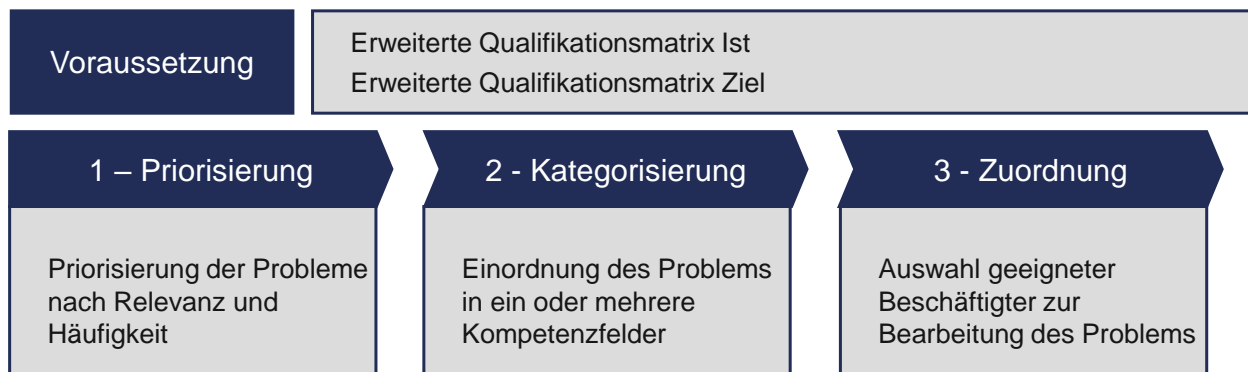 Voraussetzung
Erweiterte Qualifikationsmatrix Ist
Erweiterte Qualifikationsmatrix Ziel
1 – Priorisierung
Priorisierung der Probleme
nach Relevanz und
Häufigkeit
2 - Kategorisierung
Einordnung des Problems
in ein oder mehrere
Kompetenzfelder
3 - Zuordnung
Auswahl geeigneter
Beschäftigter zur
Bearbeitung des Problems